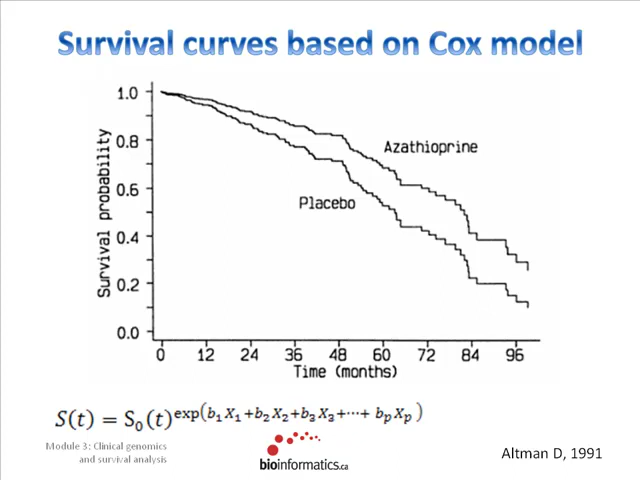 Survival curves based on Cox model
1.0
0.8
0.6
0.4
0.2
0.0
Survival probability
Azathioprine
Placebo
0 12 24 36 48 60 72 84 96
Time (months)
S(t) = S₀(t)^exp(b₁X₁+b₂X₂+b₃X₃+⋯+ bₚXₚ)
Module 3: Clinical genomics
and survival analysis
bioinformatics.ca
Altman D, 1991